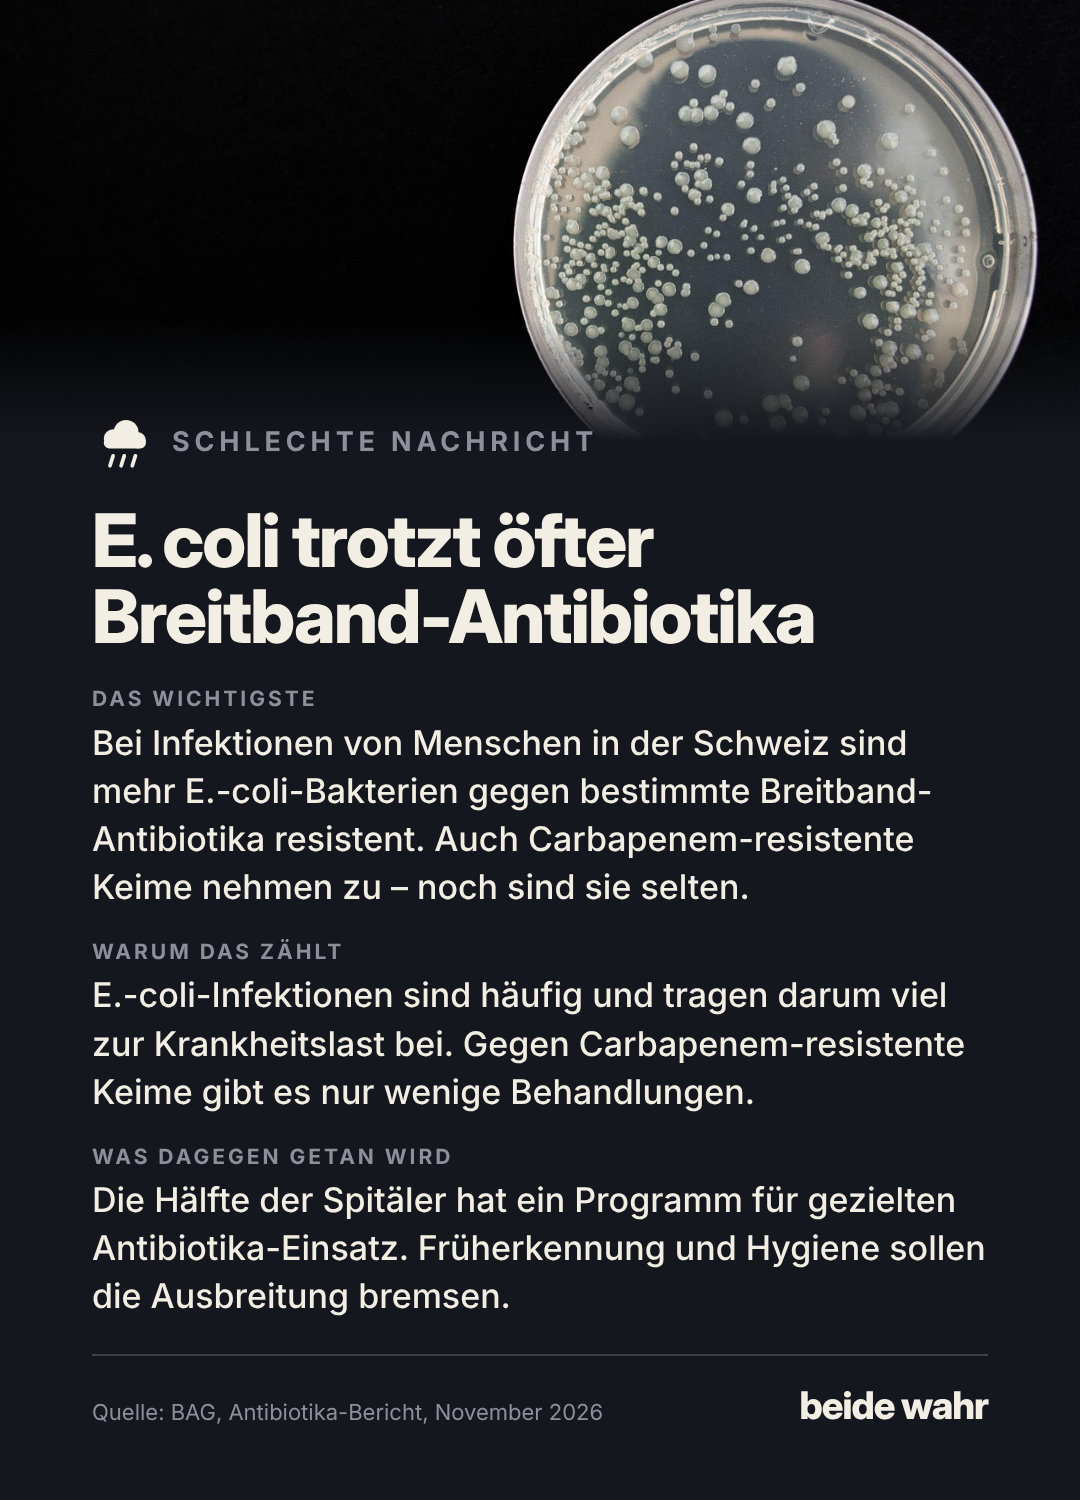 SCHLECHTE NACHRICHT
E. coli trotzt öfter
Breitband-Antibiotika
DAS WICHTIGSTE
Bei Infektionen von Menschen in der Schweiz sind
mehr E.-coli-Bakterien gegen bestimmte Breitband-
Antibiotika resistent. Auch Carbapenem-resistente
Keime nehmen zu – noch sind sie selten.
WARUM DAS ZÄHLT
E.-coli-Infektionen sind häufig und tragen darum viel
zur Krankheitslast bei. Gegen Carbapenem-resistente
Keime gibt es nur wenige Behandlungen.
WAS DAGEGEN GETAN WIRD
Die Hälfte der Spitäler hat ein Programm für gezielten
Antibiotika-Einsatz. Früherkennung und Hygiene sollen
die Ausbreitung bremsen.
Quelle: BAG, Antibiotika-Bericht, November 2026
beide wahr